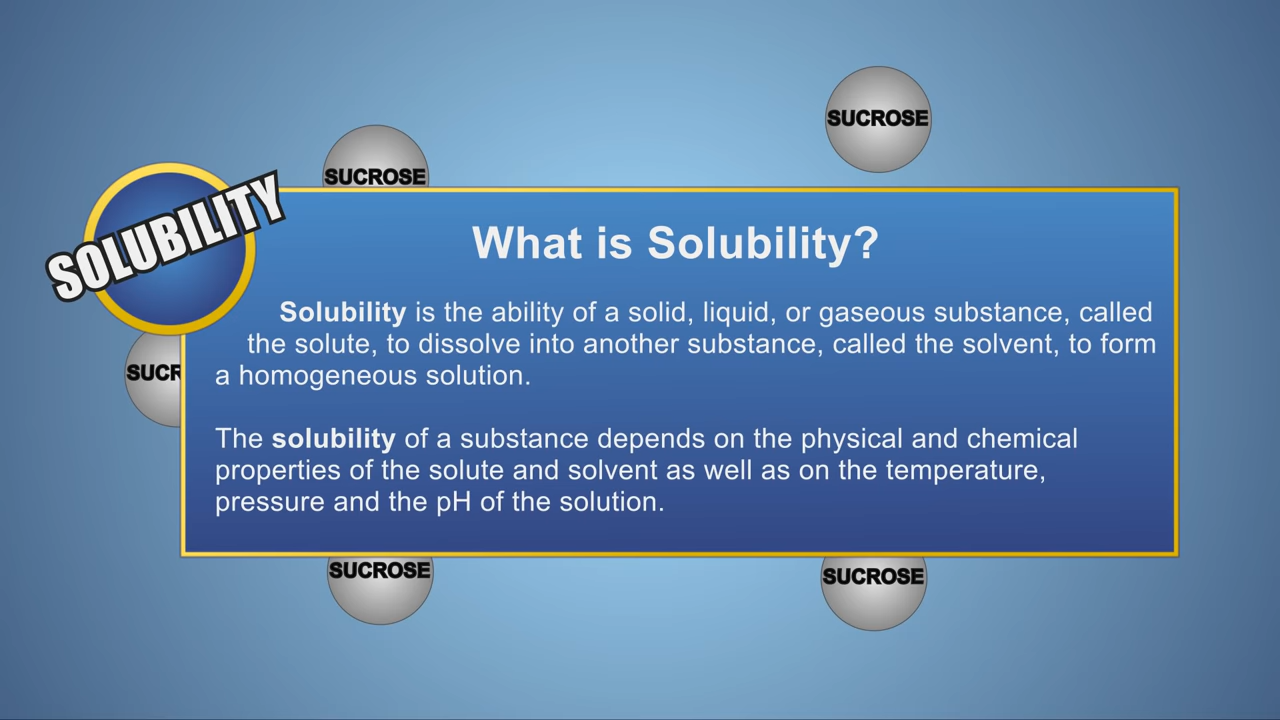 SUCROSE
SUCROSE
SOLUBILITY
What is Solubility?
Solubility is the ability of a solid, liquid, or gaseous substance, called
the solute, to dissolve into another substance, called the solvent, to form
a homogeneous solution.
SUCR
The solubility of a substance depends on the physical and chemical
properties of the solute and solvent as well as on the temperature,
pressure and the pH of the solution.
SUCROSE
SUCROSE